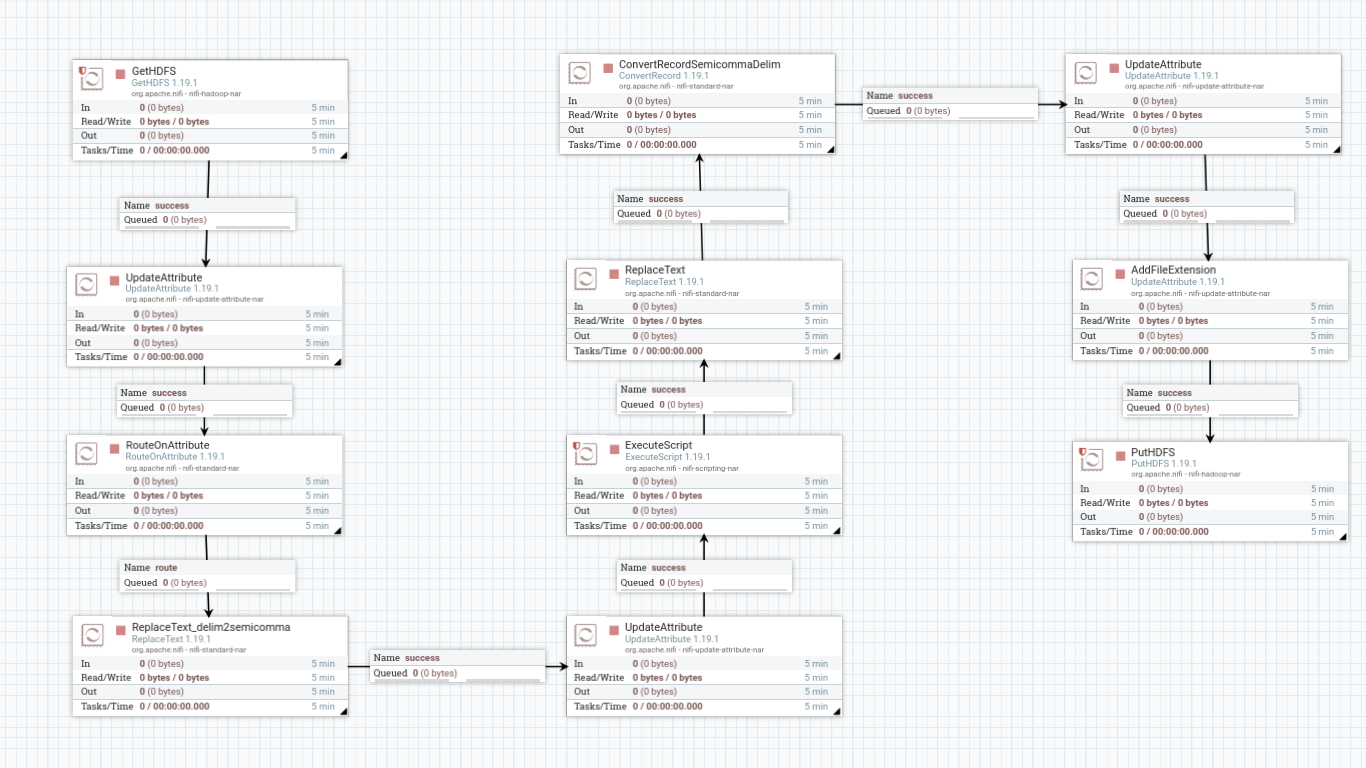 GetHDFS
GetHDFS 1.19.1
org.apache.nifi - nifi-hadoop-nar
In 0 (0 bytes) 5 min
Read/Write 0 bytes / 0 bytes 5 min
Out 0 (0 bytes) 5 min
Tasks/Time 0 / 00:00:00.000 5 min
Name success
Queued 0 (0 bytes)
UpdateAttribute
UpdateAttribute 1.19.1
org.apache.nifi - nifi-update-attribute-nar
In 0 (0 bytes) 5 min
Read/Write 0 bytes / 0 bytes 5 min
Out 0 (0 bytes) 5 min
Tasks/Time 0 / 00:00:00.000 5 min
Name success
Queued 0 (0 bytes)
RouteOnAttribute
RouteOnAttribute 1.19.1
org.apache.nifi - nifi-standard-nar
In 0 (0 bytes) 5 min
Read/Write 0 bytes / 0 bytes 5 min
Out 0 (0 bytes) 5 min
Tasks/Time 0 / 00:00:00.000 5 min
Name route
Queued 0 (0 bytes)
ReplaceText_delim2semicomma
ReplaceText 1.19.1
org.apache.nifi - nifi-standard-nar
In 0 (0 bytes) 5 min
Read/Write 0 bytes / 0 bytes 5 min
Out 0 (0 bytes) 5 min
Tasks/Time 0 / 00:00:00.000 5 min
Name success
Queued 0 (0 bytes)
UpdateAttribute
UpdateAttribute 1.19.1
org.apache.nifi - nifi-update-attribute-nar
In 0 (0 bytes) 5 min
Read/Write 0 bytes / 0 bytes 5 min
Out 0 (0 bytes) 5 min
Tasks/Time 0 / 00:00:00.000 5 min
Name success
Queued 0 (0 bytes)
ExecuteScript
ExecuteScript 1.19.1
org.apache.nifi - nifi-scripting-nar
In 0 (0 bytes) 5 min
Read/Write 0 bytes / 0 bytes 5 min
Out 0 (0 bytes) 5 min
Tasks/Time 0 / 00:00:00.000 5 min
Name success
Queued 0 (0 bytes)
ReplaceText
ReplaceText 1.19.1
org.apache.nifi - nifi-standard-nar
In 0 (0 bytes) 5 min
Read/Write 0 bytes / 0 bytes 5 min
Out 0 (0 bytes) 5 min
Tasks/Time 0 / 00:00:00.000 5 min
Name success
Queued 0 (0 bytes)
ConvertRecordSemicommaDelim
ConvertRecord 1.19.1
org.apache.nifi - nifi-standard-nar
In 0 (0 bytes) 5 min
Read/Write 0 bytes / 0 bytes 5 min
Out 0 (0 bytes) 5 min
Tasks/Time 0 / 00:00:00.000 5 min
Name success
Queued 0 (0 bytes)
UpdateAttribute
UpdateAttribute 1.19.1
org.apache.nifi - nifi-update-attribute-nar
In 0 (0 bytes) 5 min
Read/Write 0 bytes / 0 bytes 5 min
Out 0 (0 bytes) 5 min
Tasks/Time 0 / 00:00:00.000 5 min
Name success
Queued 0 (0 bytes)
AddFileExtension
UpdateAttribute 1.19.1
org.apache.nifi - nifi-update-attribute-nar
In 0 (0 bytes) 5 min
Read/Write 0 bytes / 0 bytes 5 min
Out 0 (0 bytes) 5 min
Tasks/Time 0 / 00:00:00.000 5 min
Name success
Queued 0 (0 bytes)
PutHDFS
PutHDFS 1.19.1
org.apache.nifi - nifi-hadoop-nar
In 0 (0 bytes) 5 min
Read/Write 0 bytes / 0 bytes 5 min
Out 0 (0 bytes) 5 min
Tasks/Time 0 / 00:00:00.000 5 min